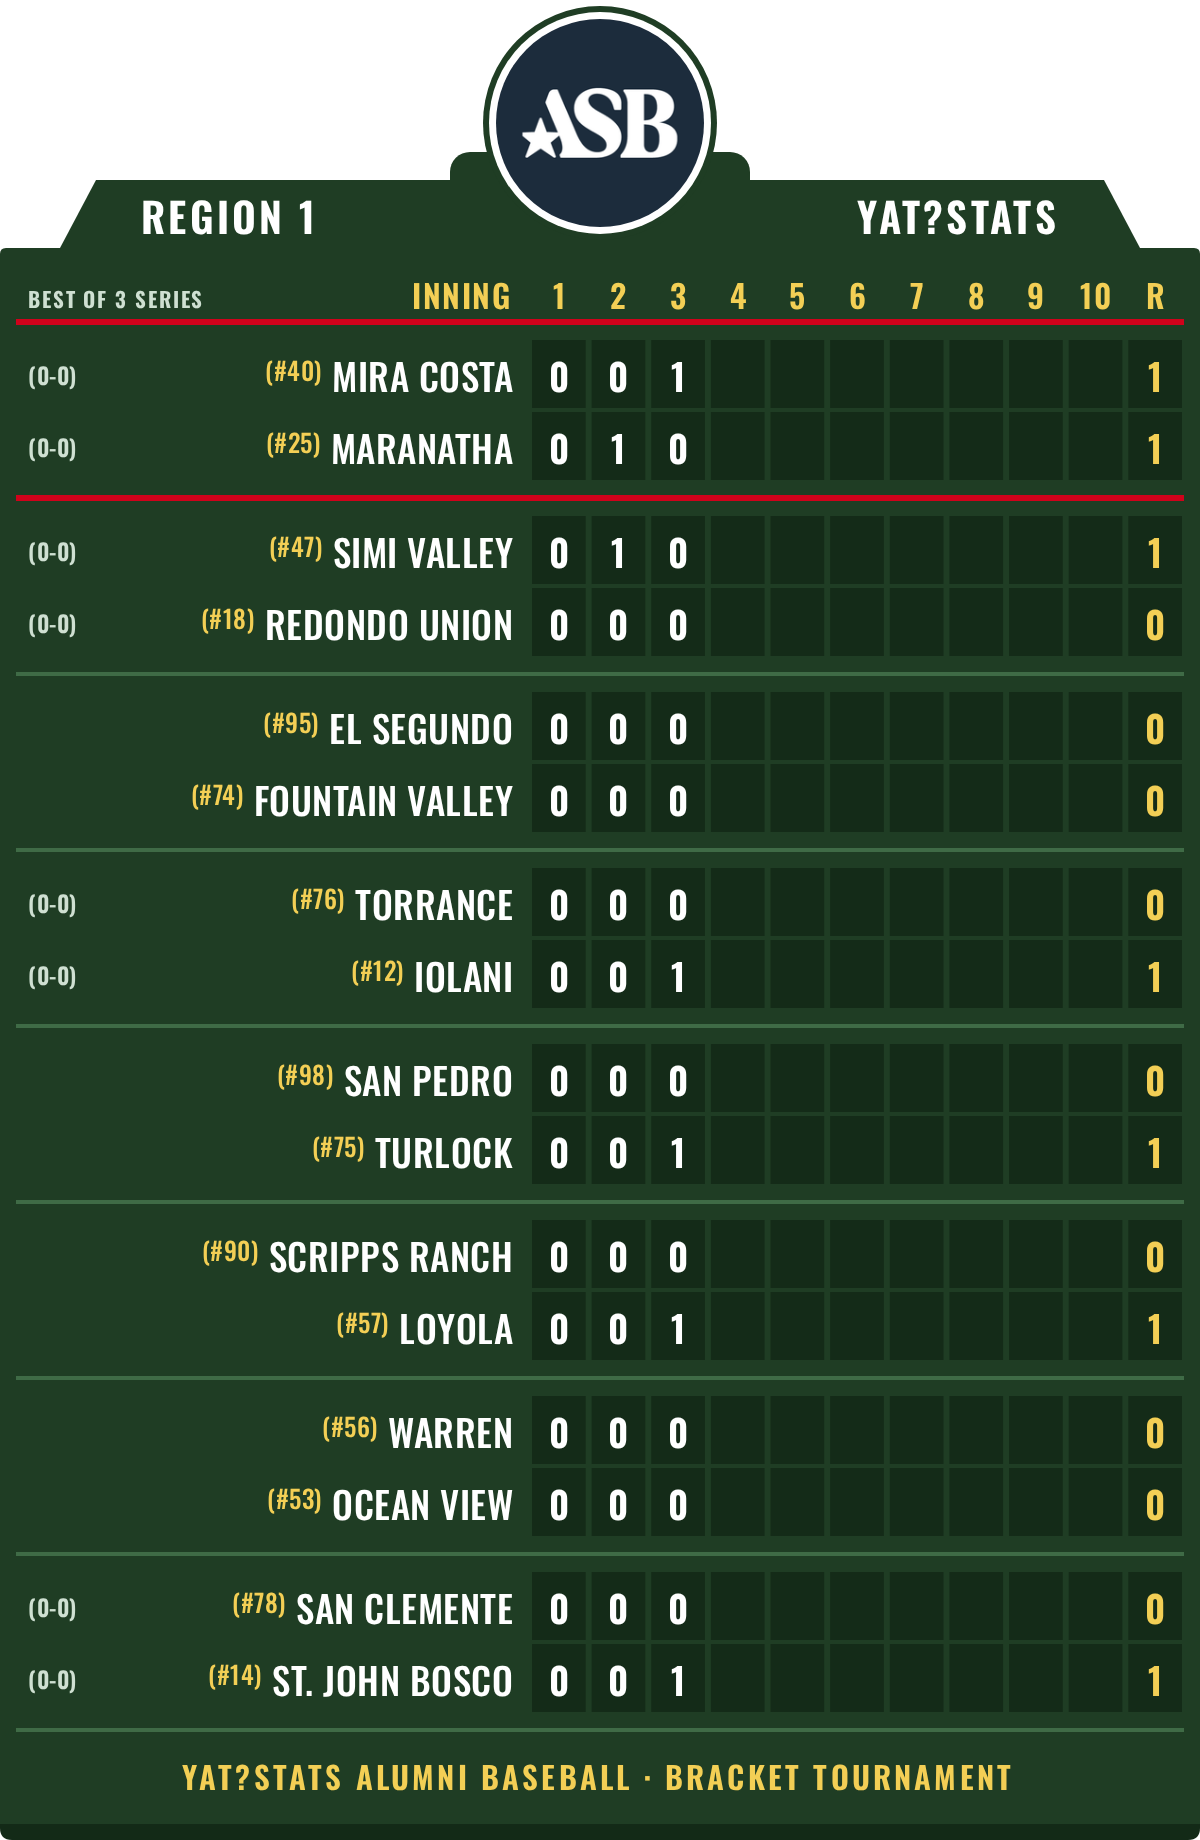 ASB
REGION 1 YAT?STATS
BEST OF 3 SERIES INNING 1 2 3 4 5 6 7 8 9 10 R
(0-0) (#40) MIRA COSTA 0 0 1 1
(0-0) (#25) MARANATHA 0 1 0 1
(0-0) (#47) SIMI VALLEY 0 1 0 1
(0-0) (#18) REDONDO UNION 0 0 0 0
(#95) EL SEGUNDO 0 0 0 0
(#74) FOUNTAIN VALLEY 0 0 0 0
(0-0) (#76) TORRANCE 0 0 0 0
(0-0) (#12) IOLANI 0 0 1 1
(#98) SAN PEDRO 0 0 0 0
(#75) TURLOCK 0 0 1 1
(#90) SCRIPPS RANCH 0 0 0 0
(#57) LOYOLA 0 0 1 1
(#56) WARREN 0 0 0 0
(#53) OCEAN VIEW 0 0 0 0
(0-0) (#78) SAN CLEMENTE 0 0 0 0
(0-0) (#14) ST. JOHN BOSCO 0 0 1 1
YAT?STATS ALUMNI BASEBALL · BRACKET TOURNAMENT